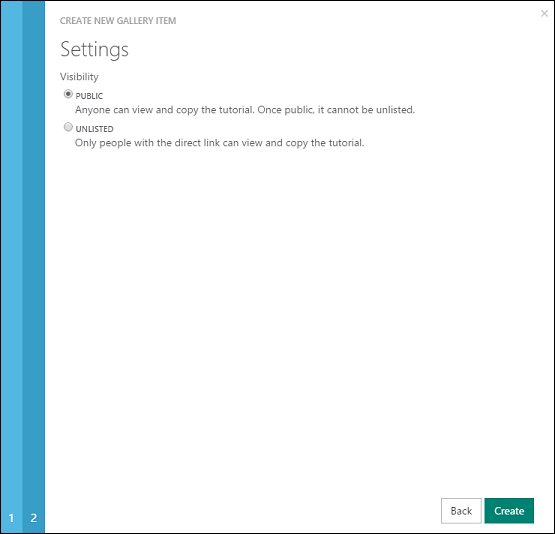 ×
CREATE NEW GALLERY ITEM
Settings
Visibility
PUBLIC
Anyone can view and copy the tutorial. Once public, it cannot be unlisted.
UNLISTED
Only people with the direct link can view and copy the tutorial.
1 2
Back Create